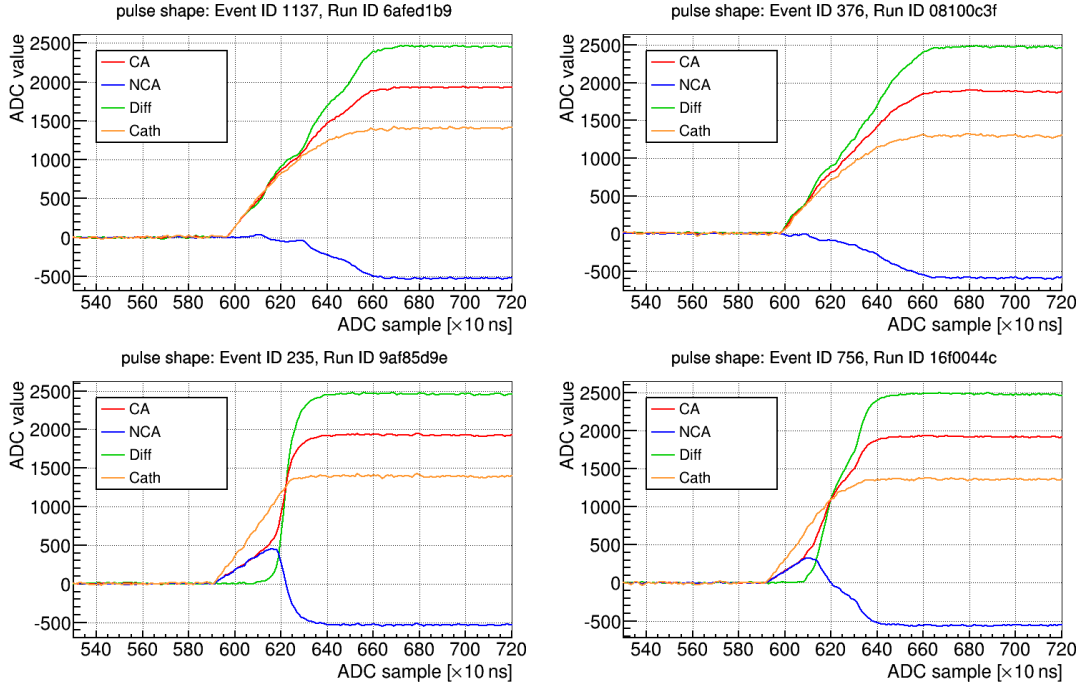 pulse shape: Event ID 1137, Run ID 6afed1b9
ADC value
2500
2000
1500
1000
500
0
-500
CA
NCA
Diff
Cath
540 560 580 600 620 640 660 680 700 720
ADC sample [×10 ns]
pulse shape: Event ID 376, Run ID 08100c3f
ADC value
2500
2000
1500
1000
500
0
-500
CA
NCA
Diff
Cath
540 560 580 600 620 640 660 680 700 720
ADC sample [×10 ns]
pulse shape: Event ID 235, Run ID 9af85d9e
ADC value
2500
2000
1500
1000
500
0
-500
CA
NCA
Diff
Cath
540 560 580 600 620 640 660 680 700 720
ADC sample [×10 ns]
pulse shape: Event ID 756, Run ID 16f0044c
ADC value
2500
2000
1500
1000
500
0
-500
CA
NCA
Diff
Cath
540 560 580 600 620 640 660 680 700 720
ADC sample [×10 ns]